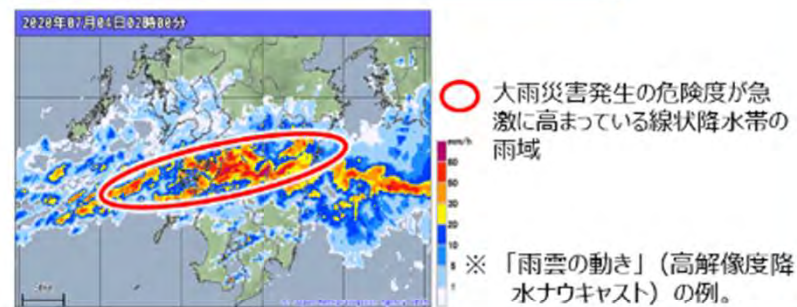 2020年07月04日02時00分
大雨災害発生の危険度が急
激に高まっている線状降水帯の
雨域
mm/h
80
50
30
20
10
5
1
※ 「雨雲の動き」(高解像度降
水ナウキャスト)の例。